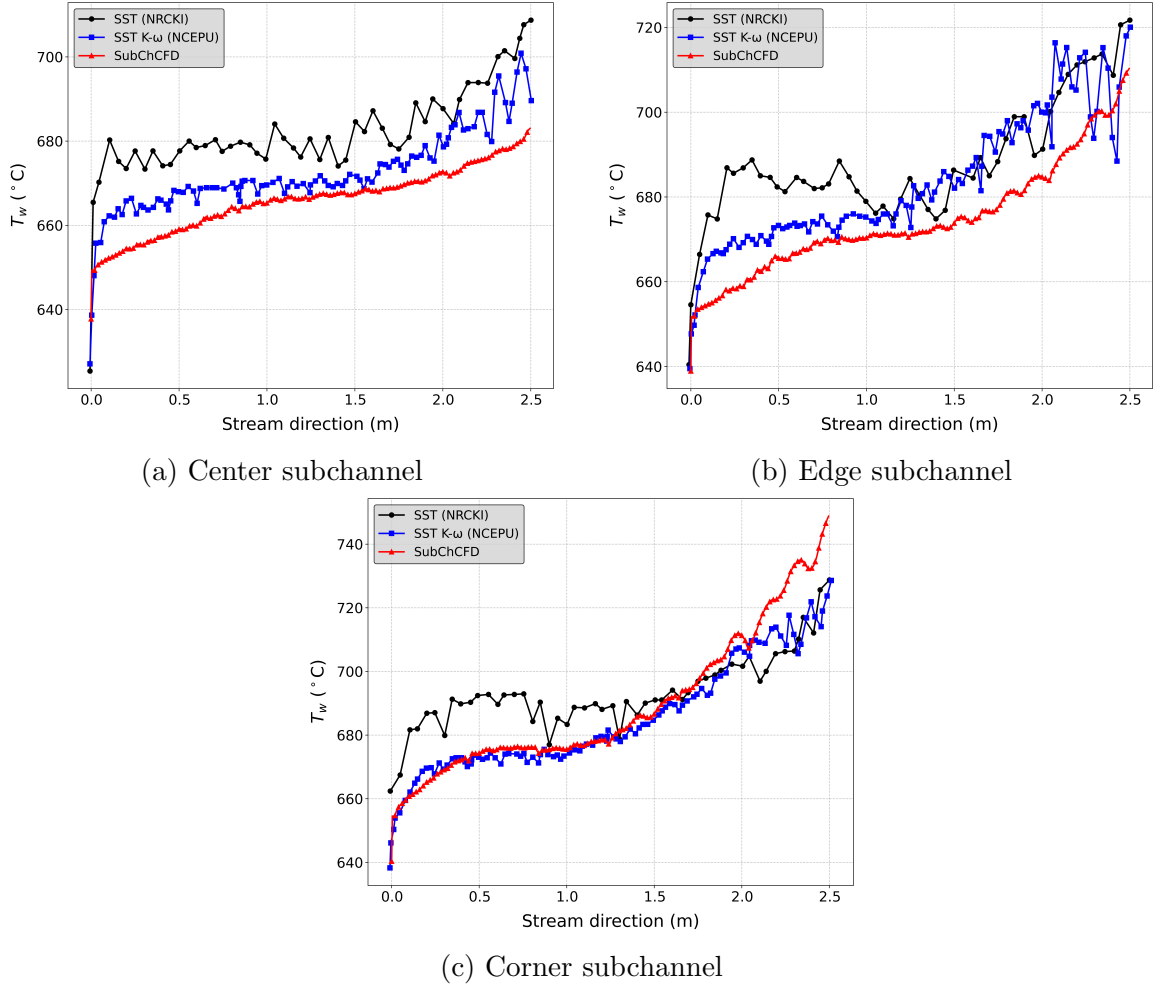 SST (NRCKI)
SST K-ω (NCEPU)
SubChCFD
700
680
660
640
T_w (°C)
0.0 0.5 1.0 1.5 2.0 2.5
Stream direction (m)
(a) Center subchannel
SST (NRCKI)
SST K-ω (NCEPU)
SubChCFD
720
700
680
660
640
T_w (°C)
0.0 0.5 1.0 1.5 2.0 2.5
Stream direction (m)
(b) Edge subchannel
SST (NRCKI)
SST K-ω (NCEPU)
SubChCFD
740
720
700
680
660
640
T_w (°C)
0.0 0.5 1.0 1.5 2.0 2.5
Stream direction (m)
(c) Corner subchannel